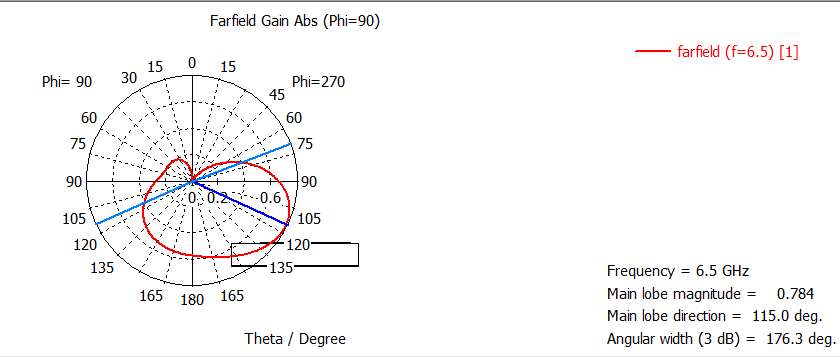 Farfield Gain Abs (Phi=90)
farfield (f=6.5) [1]
Phi= 90
30
15
0
15
Phi=270
45
60
60
75
75
90
90
0
0.2
0.6
105
105
120
120
135
135
165
180
165
Theta / Degree
Frequency = 6.5 GHz
Main lobe magnitude = 0.784
Main lobe direction = 115.0 deg.
Angular width (3 dB) = 176.3 deg.